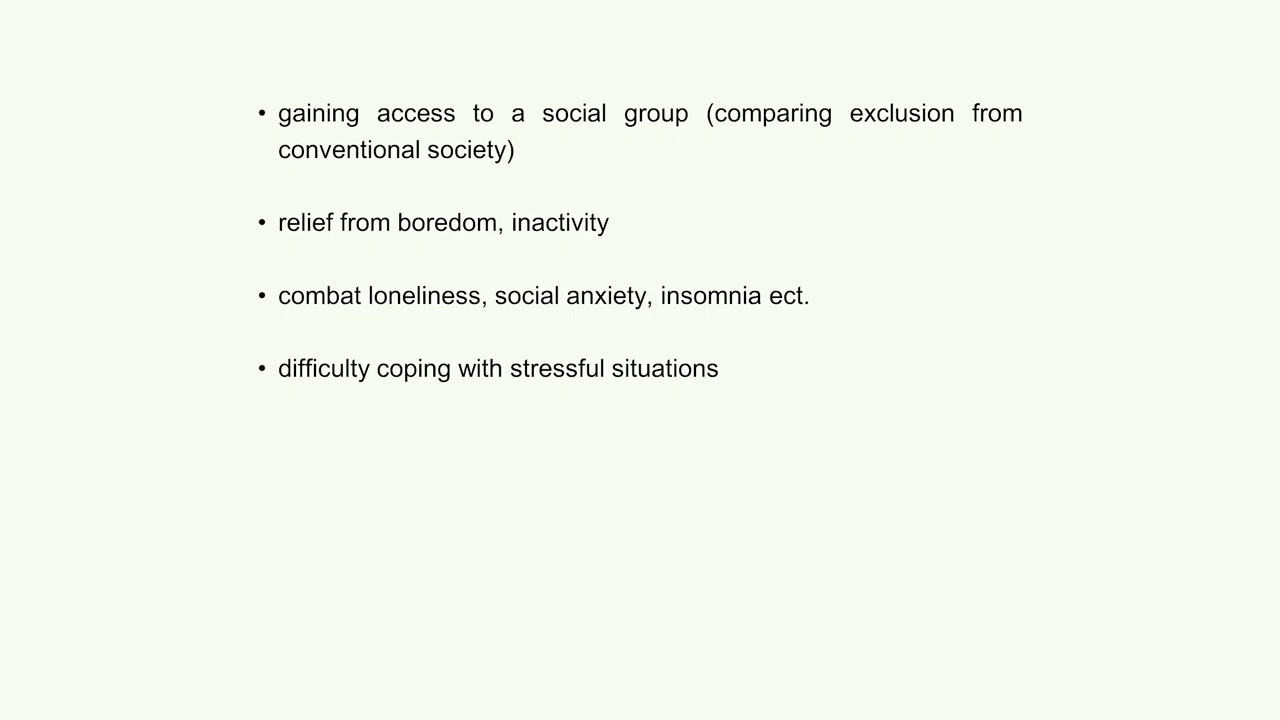 • gaining access to a social group (comparing exclusion from
conventional society)
• relief from boredom, inactivity
• combat loneliness, social anxiety, insomnia ect.
• difficulty coping with stressful situations